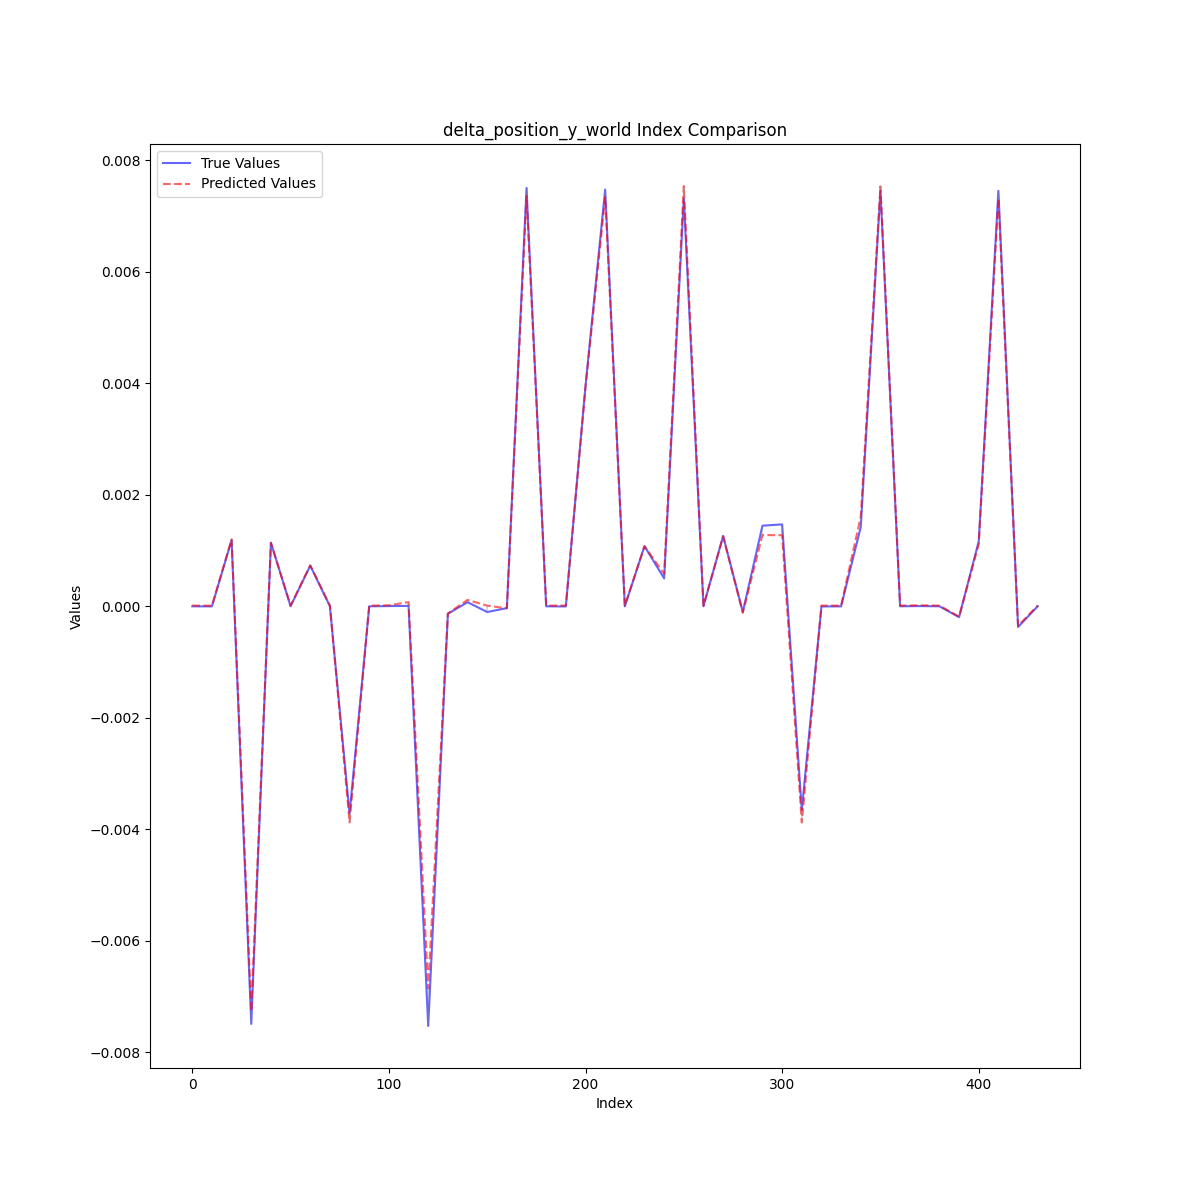 delta_position_y_world Index Comparison
True Values
Predicted Values
0.008
0.006
0.004
0.002
0.000
−0.002
−0.004
−0.006
−0.008
Values
0 100 200 300 400
Index